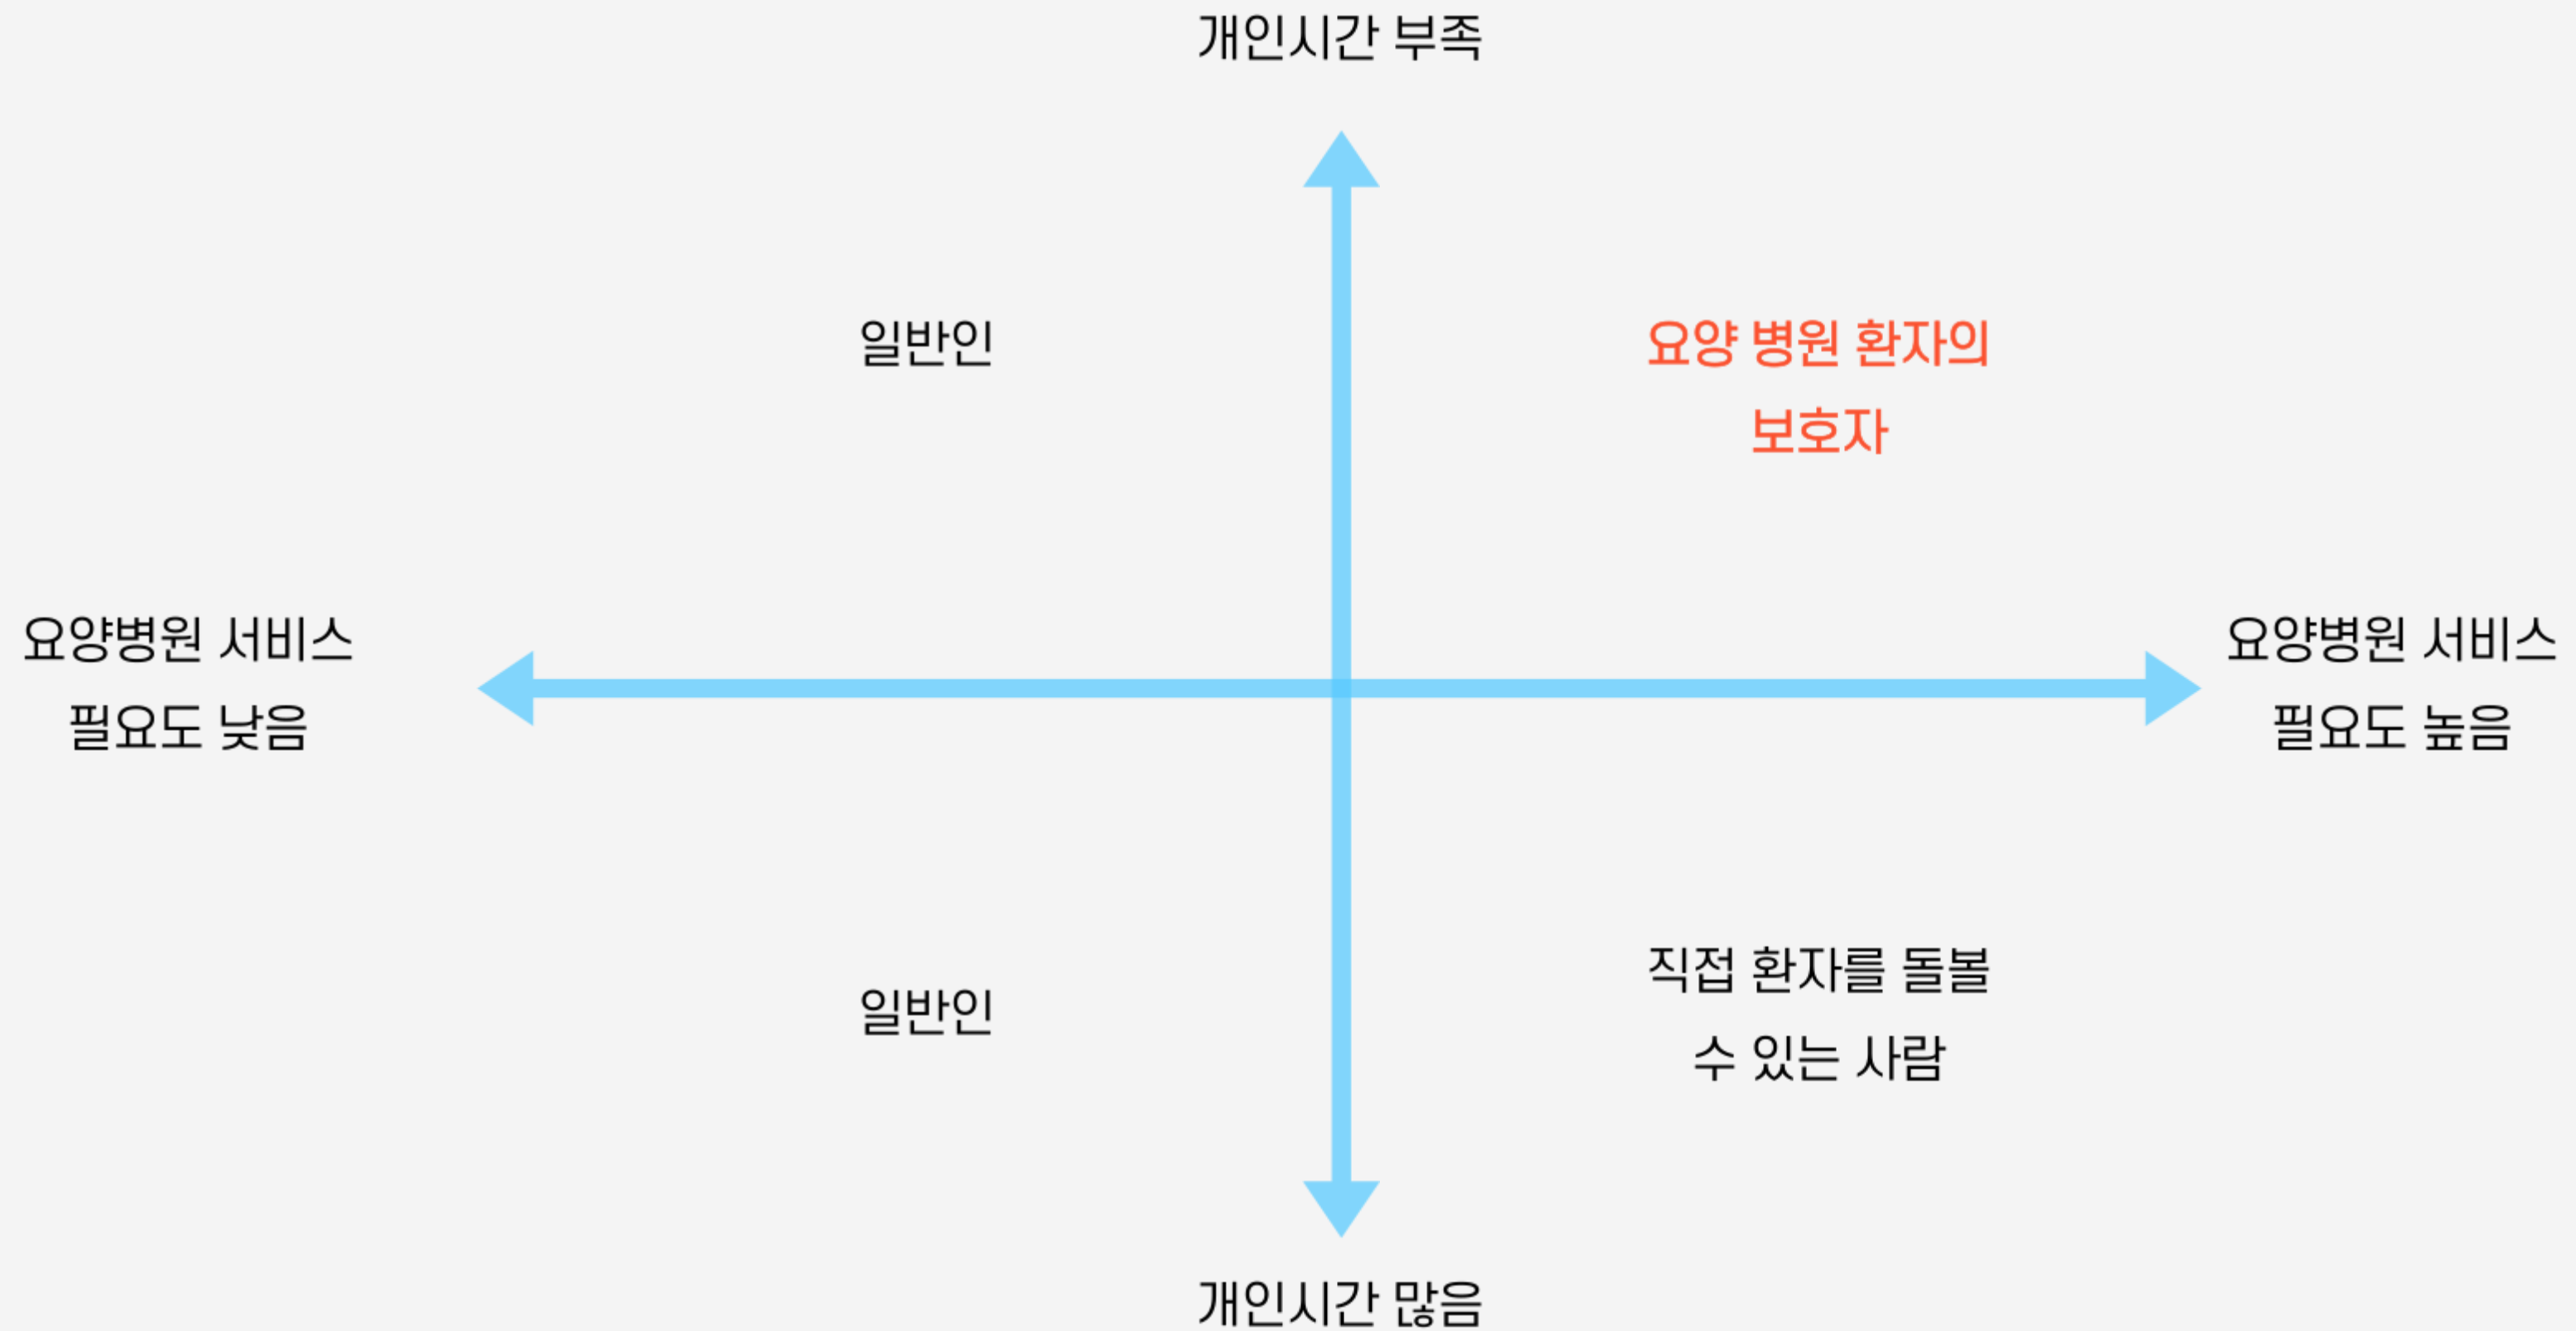 개인시간 부족
일반인
요양 병원 환자의
보호자
요양병원 서비스
필요도 낮음
요양병원 서비스
필요도 높음
일반인
직접 환자를 돌볼
수 있는 사람
개인시간 많음